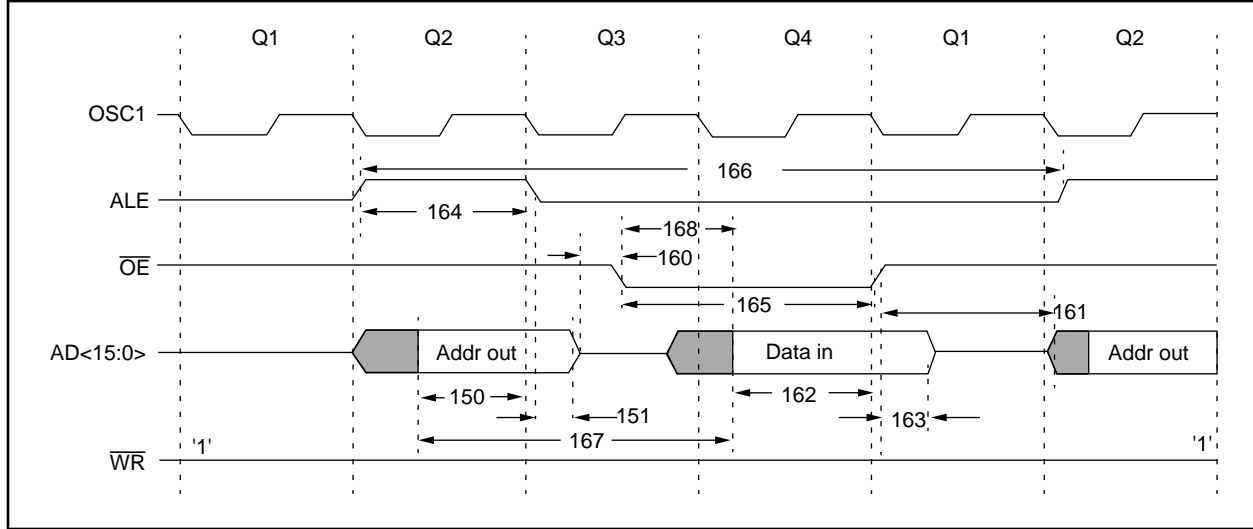 Q1 Q2 Q3 Q4 Q1 Q2
OSC1
166
ALE
164
168
160
OE
165
161
AD<15:0> Addr out Data in Addr out
150 162
151 163
167
'1' '1'
WR